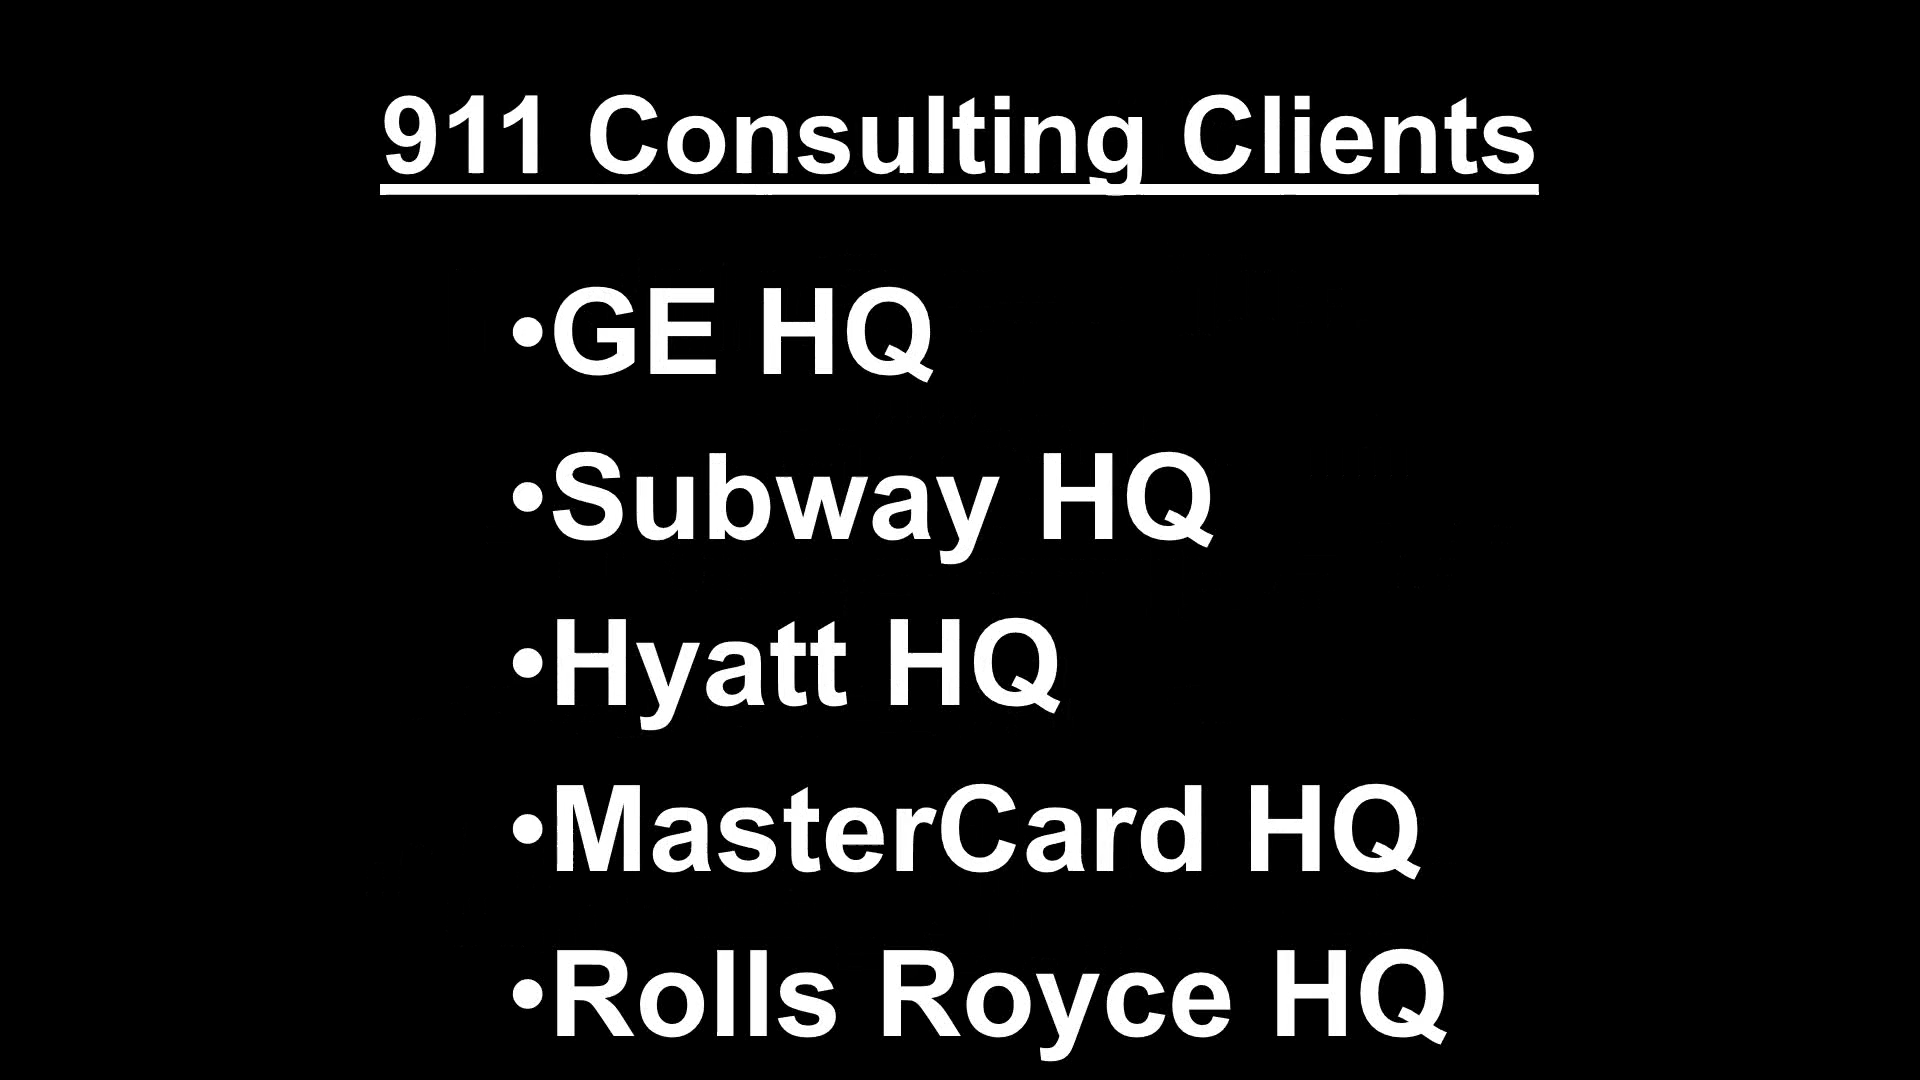 911 Consulting Clients
•GE HQ
•Subway HQ
•Hyatt HQ
•MasterCard HQ
•Rolls Royce HQ